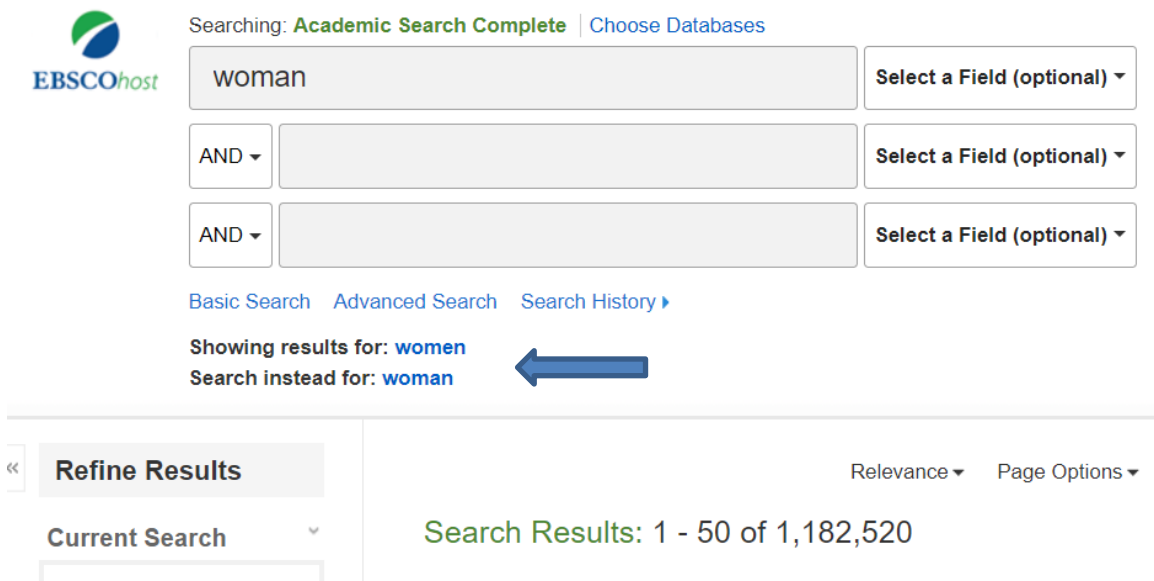 Searching: Academic Search Complete Choose Databases
EBSCOhost
woman Select a Field (optional)
AND Select a Field (optional)
AND Select a Field (optional)
Basic Search Advanced Search Search History
Showing results for: women
Search instead for: woman
« Refine Results
Relevance Page Options
Current Search
Search Results: 1 - 50 of 1,182,520